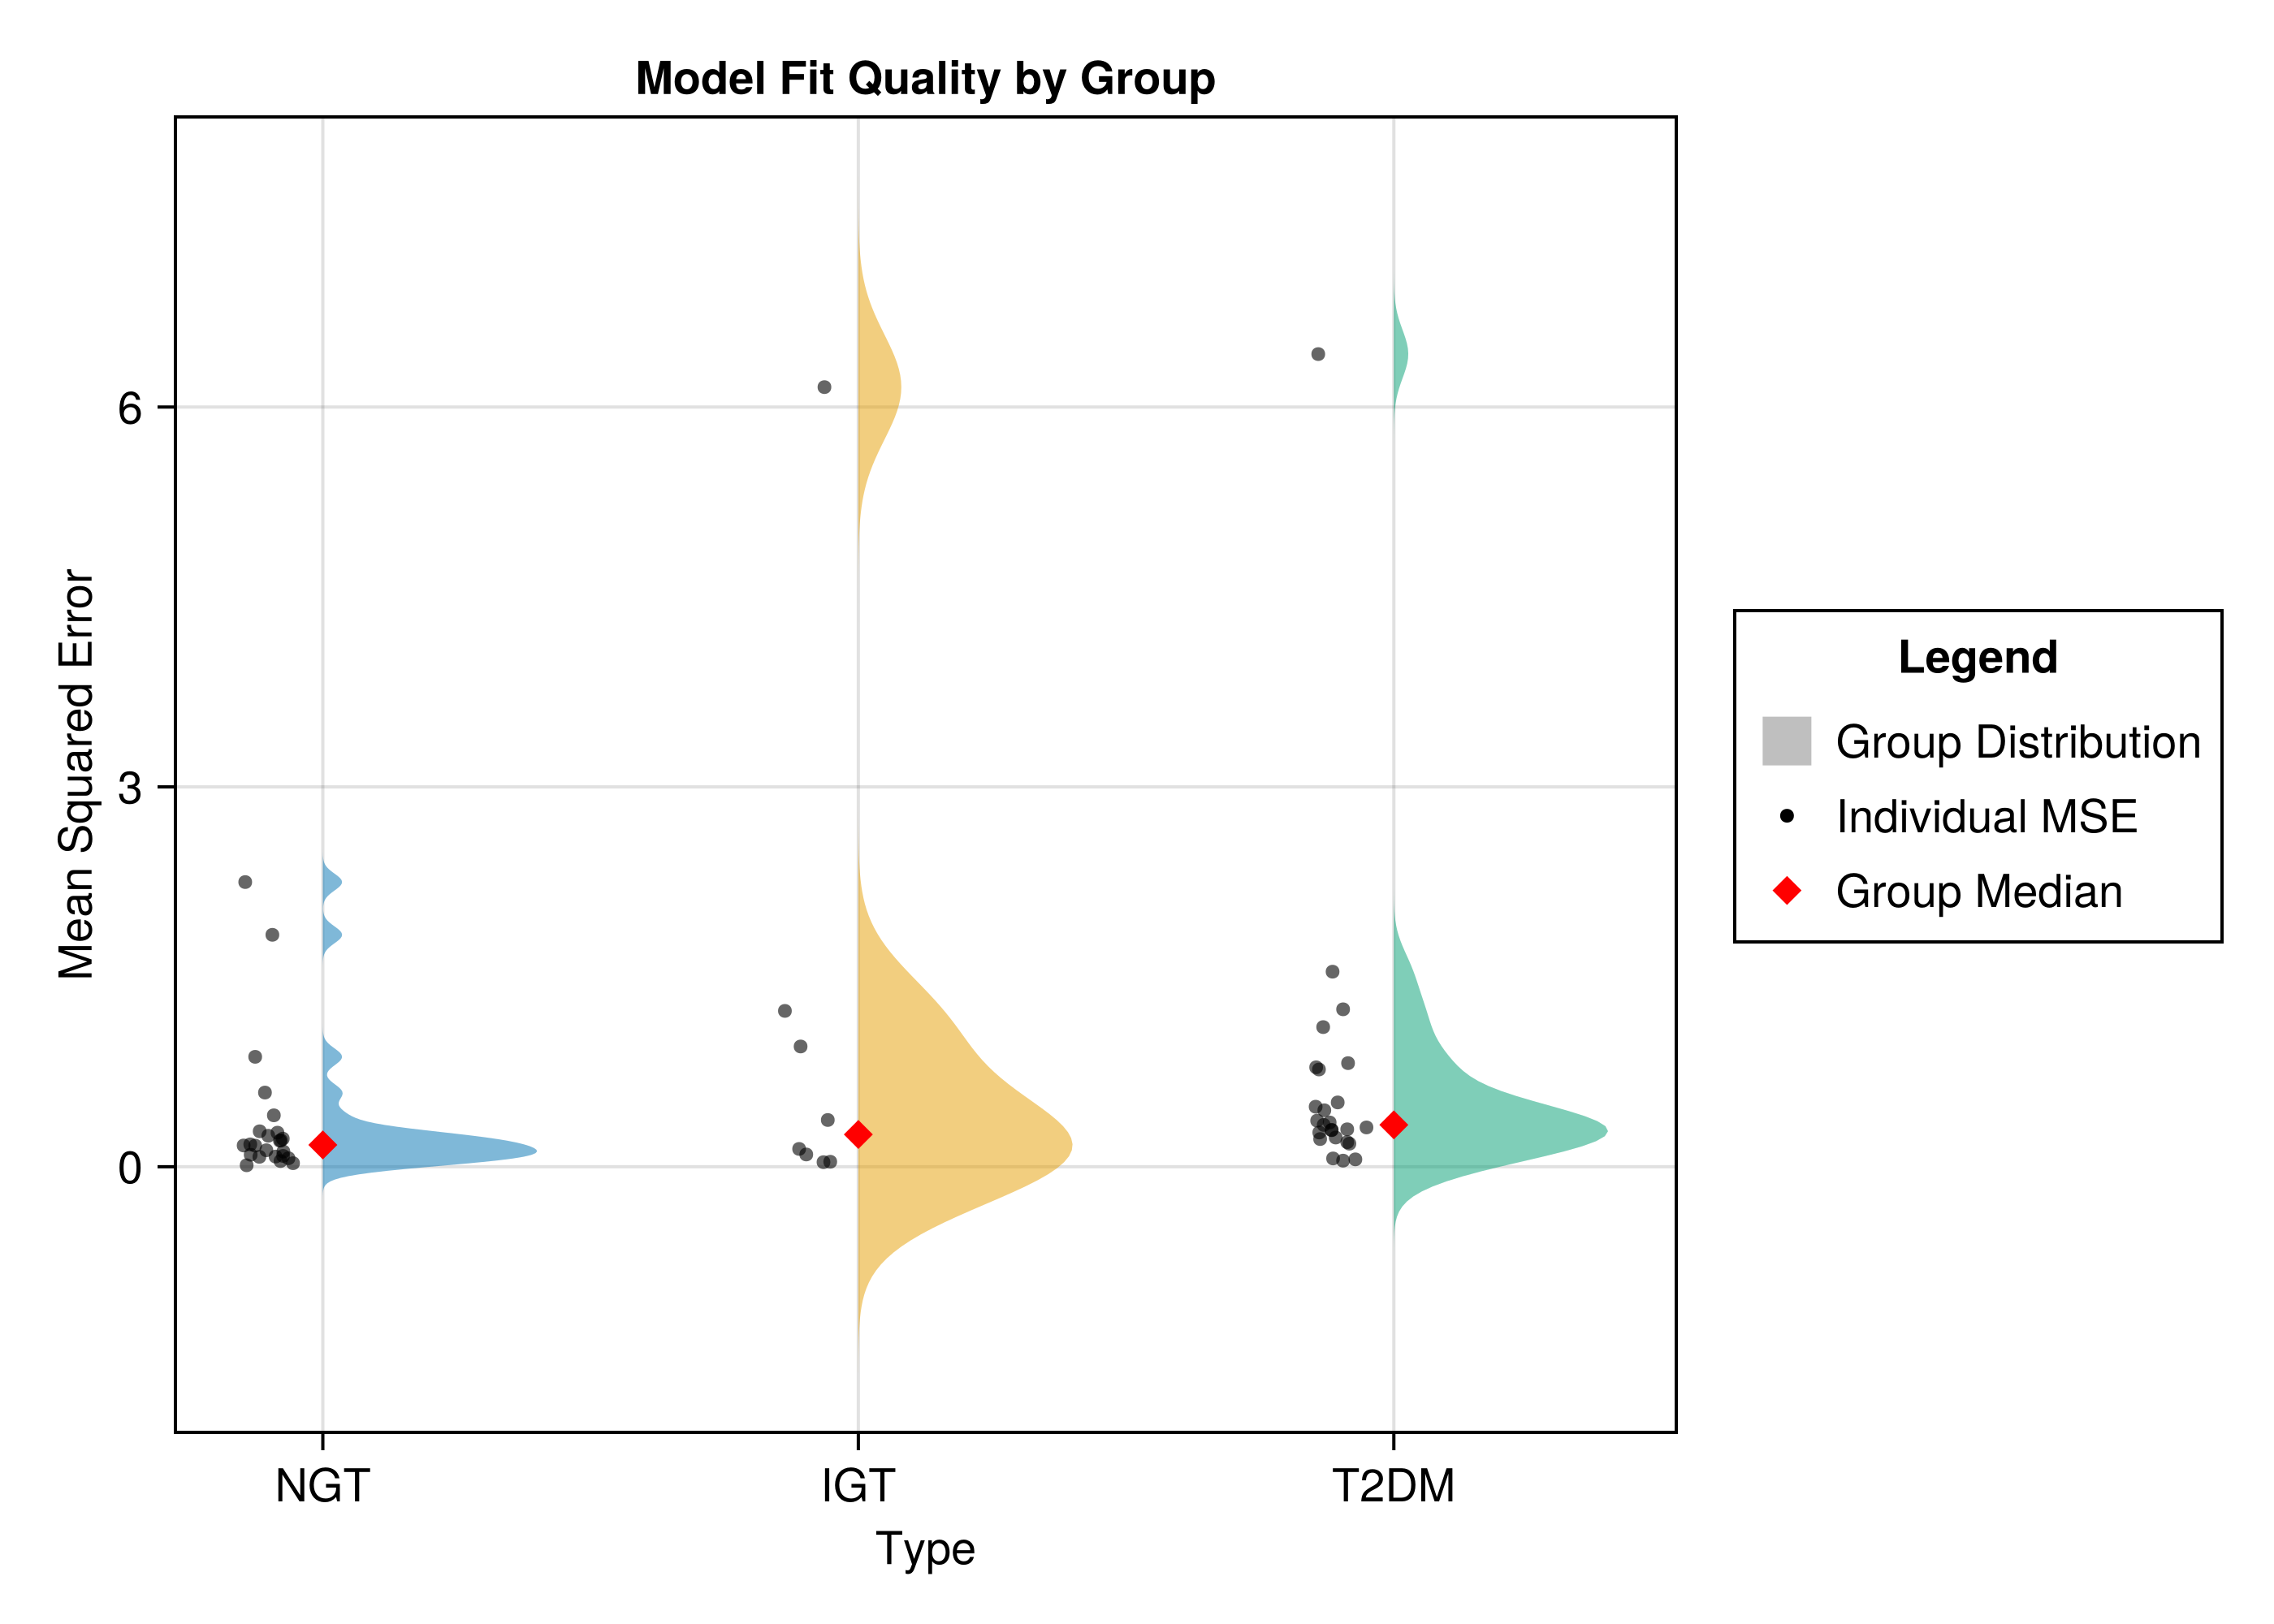 Model Fit Quality by Group
Mean Squared Error
6
3
0
NGT
IGT
T2DM
Type
Legend
Group Distribution
Individual MSE
Group Median